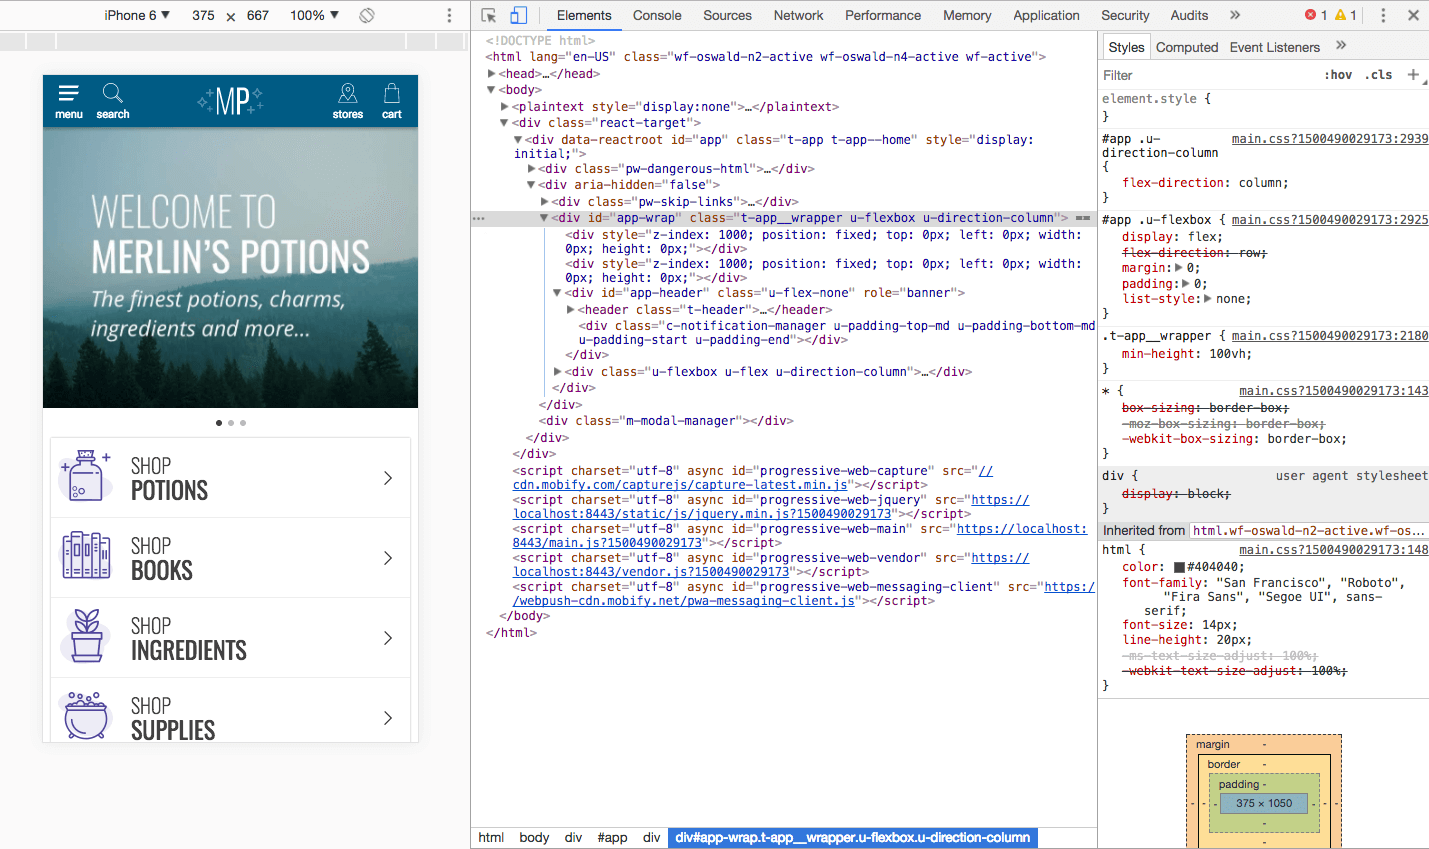 iPhone 6 ▼ 375 x 667 100% ▼
menu
search
MP
stores
cart
WELCOME TO
MERLIN'S POTIONS
The finest potions, charms,
ingredients and more...
SHOP
POTIONS
SHOP
BOOKS
SHOP
INGREDIENTS
SHOP
SUPPLIES
Elements Console Sources Network Performance Memory Application Security Audits » 1 1
<!DOCTYPE html>
<html lang="en-US" class="wf-oswald-n2-active wf-oswald-n4-active wf-active">
▶<head>…</head>
▼<body>
▶<plaintext style="display:none">…</plaintext>
▼<div class="react-target">
▼<div data-reactroot id="app" class="t-app t-app--home" style="display:
initial;">
▶<div class="pw-dangerous-html">…</div>
▼<div aria-hidden="false">
▶<div class="pw-skip-links">…</div>
… ▼<div id="app-wrap" class="t-app__wrapper u-flexbox u-direction-column"> ==
<div style="z-index: 1000; position: fixed; top: 0px; left: 0px; width:
0px; height: 0px;"></div>
<div style="z-index: 1000; position: fixed; top: 0px; left: 0px; width:
0px; height: 0px;"></div>
▼<div id="app-header" class="u-flex-none" role="banner">
▶<header class="t-header">…</header>
<div class="c-notification-manager u-padding-top-md u-padding-bottom-md
u-padding-start u-padding-end"></div>
</div>
▶<div class="u-flexbox u-flex u-direction-column">…</div>
</div>
</div>
<div class="m-modal-manager"></div>
</div>
</div>
<script charset="utf-8" async id="progressive-web-capture" src="//
cdn.mobify.com/capturejs/capture-latest.min.js"></script>
<script charset="utf-8" async id="progressive-web-jquery" src="https://
localhost:8443/static/js/jquery.min.js?1500490029173"></script>
<script charset="utf-8" async id="progressive-web-main" src="https://localhost:
8443/main.js?1500490029173"></script>
<script charset="utf-8" async id="progressive-web-vendor" src="https://
localhost:8443/vendor.js?1500490029173"></script>
<script charset="utf-8" async id="progressive-web-messaging-client" src="https:/
/webpush-cdn.mobify.net/pwa-messaging-client.js"></script>
</body>
</html>
html body div #app div div#app-wrap.t-app__wrapper.u-flexbox.u-direction-column
Styles Computed Event Listeners »
Filter :hov .cls +
element.style {
}
#app .u- main.css?1500490029173:2939
direction-column
{
flex-direction: column;
}
#app .u-flexbox { main.css?1500490029173:2925
display: flex;
flex-direction: row;
margin:▶0;
padding:▶0;
list-style:▶none;
}
.t-app__wrapper { main.css?1500490029173:2180
min-height: 100vh;
}
* { main.css?1500490029173:143
box-sizing: border-box;
-moz-box-sizing: border-box;
-webkit-box-sizing: border-box;
}
div { user agent stylesheet
display: block;
}
Inherited from html.wf-oswald-n2-active.wf-os…
html { main.css?1500490029173:148
color: #404040;
font-family: "San Francisco", "Roboto",
"Fira Sans", "Segoe UI", sans-
serif;
font-size: 14px;
line-height: 20px;
-ms-text-size-adjust: 100%;
-webkit-text-size-adjust: 100%;
}
margin -
border -
padding -
- - - 375 × 1050 - - -
-
-